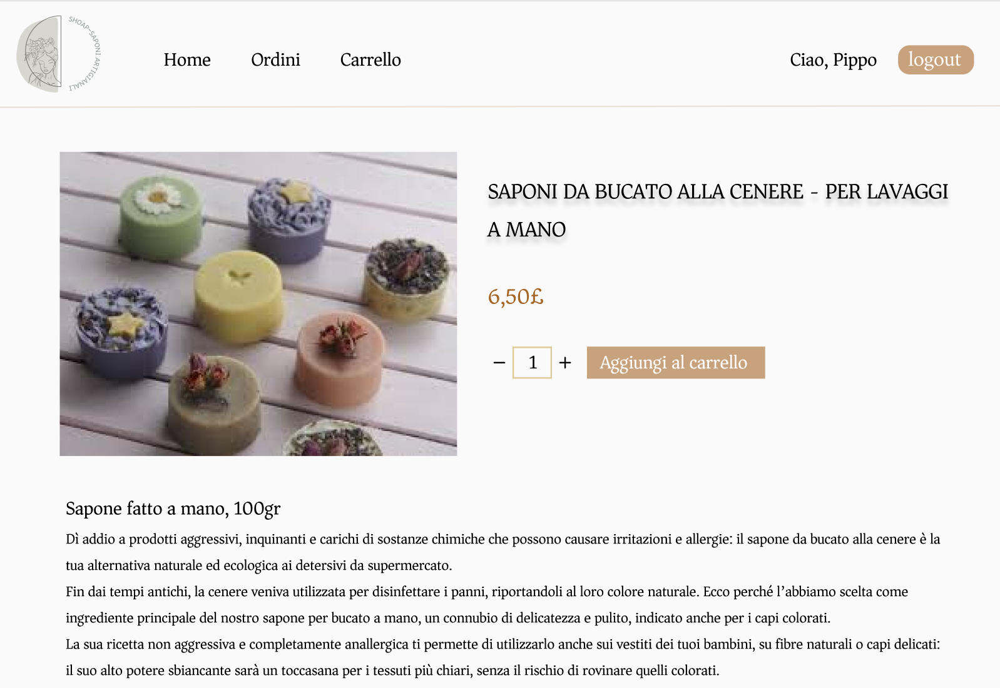 SHOAP-SAPONI ARTIGIANALI
Home Ordini Carrello Ciao, Pippo logout
SAPONI DA BUCATO ALLA CENERE - PER LAVAGGI
A MANO
6,50£
− 1 + Aggiungi al carrello
Sapone fatto a mano, 100gr
Dì addio a prodotti aggressivi, inquinanti e carichi di sostanze chimiche che possono causare irritazioni e allergie: il sapone da bucato alla cenere è la
tua alternativa naturale ed ecologica ai detersivi da supermercato.
Fin dai tempi antichi, la cenere veniva utilizzata per disinfettare i panni, riportandoli al loro colore naturale. Ecco perché l’abbiamo scelta come
ingrediente principale del nostro sapone per bucato a mano, un connubio di delicatezza e pulito, indicato anche per i capi colorati.
La sua ricetta non aggressiva e completamente anallergica ti permette di utilizzarlo anche sui vestiti dei tuoi bambini, su fibre naturali o capi delicati:
il suo alto potere sbiancante sarà un toccasana per i tessuti più chiari, senza il rischio di rovinare quelli colorati.